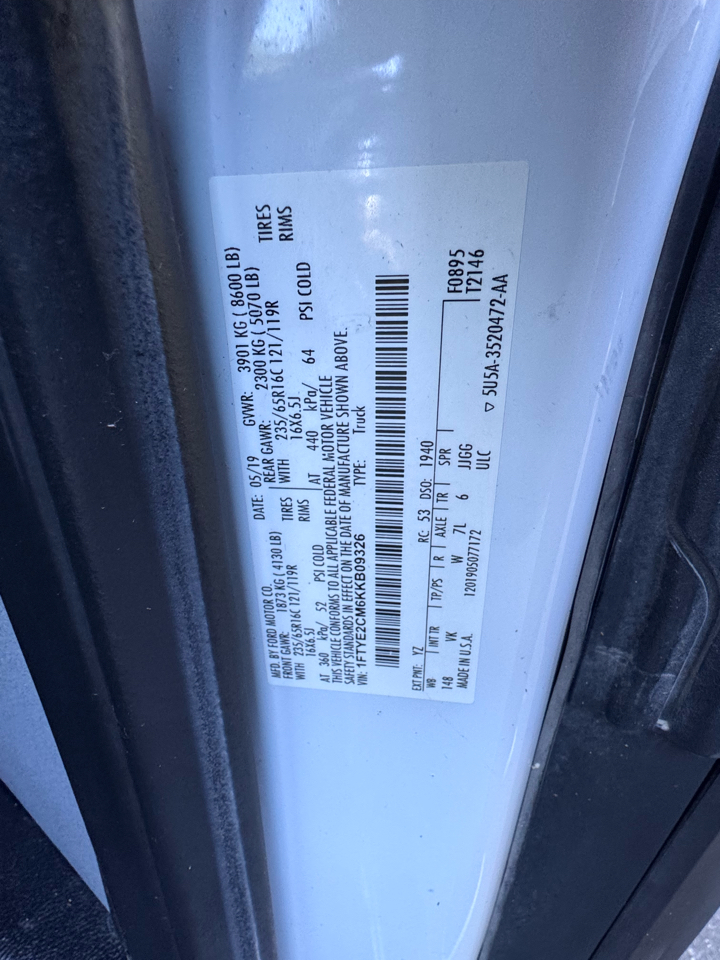 MFD. BY FORD MOTOR CO. DATE: 05/19 GVWR: 3901 KG ( 8600 LB)
FRONT GAWR: 1873 KG ( 4130 LB) REAR GAWR: 2300 KG ( 5070 LB)
WITH 235/65R16C 121/119R TIRES WITH 235/65R16C 121/119R TIRES
16X6.5J RIMS 16X6.5J RIMS
AT 360 kPa/ 52 PSI COLD AT 440 kPa/ 64 PSI COLD
THIS VEHICLE CONFORMS TO ALL APPLICABLE FEDERAL MOTOR VEHICLE
SAFETY STANDARDS IN EFFECT ON THE DATE OF MANUFACTURE SHOWN ABOVE.
VIN: 1FTYE2CM6KKB09326 TYPE: Truck
EXT PNT: YZ RC: 53 DSO: 1940 F0895
WB INT TR TP/PS R AXLE TR SPR T2146
148 VK W 7L 6 JJGG
MADE IN U.S.A. 1201905077172 ULC ▽ 5U5A-3520472-AA